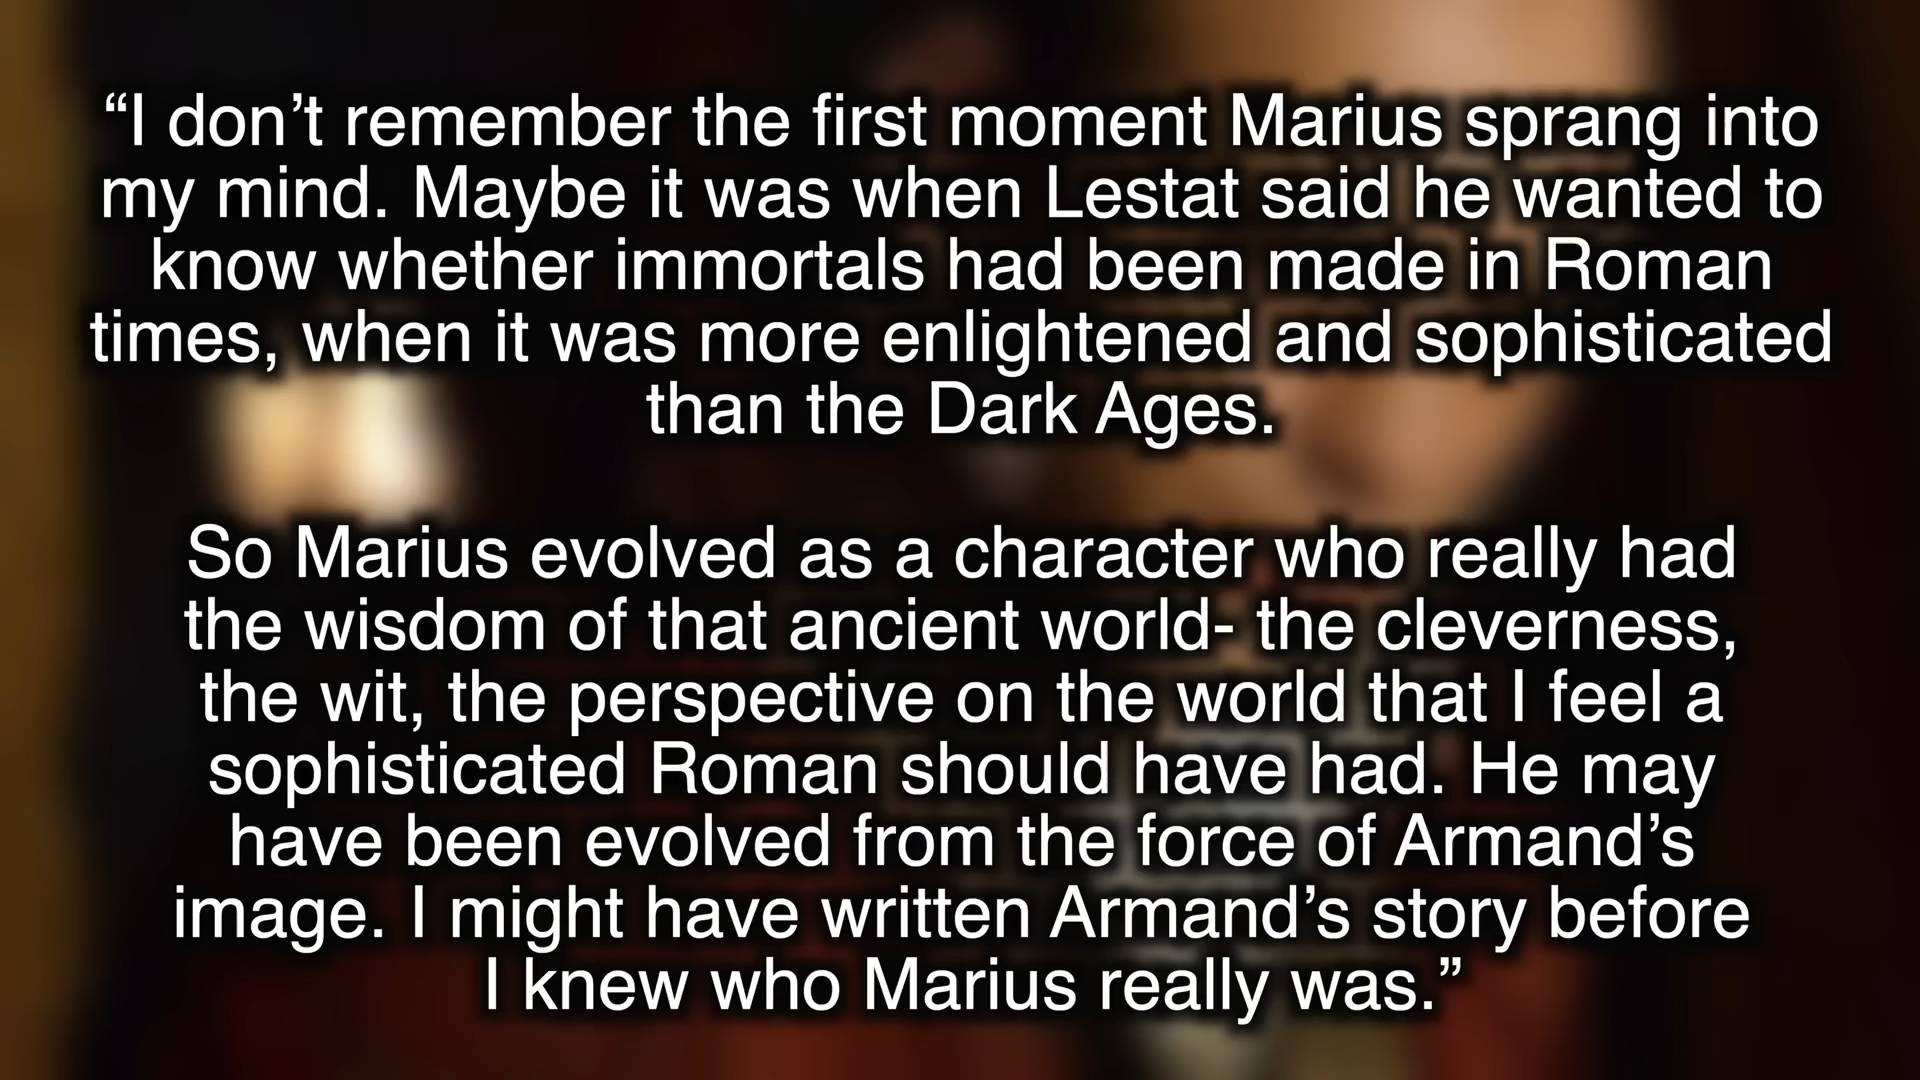 “I don’t remember the first moment Marius sprang into
my mind. Maybe it was when Lestat said he wanted to
know whether immortals had been made in Roman
times, when it was more enlightened and sophisticated
than the Dark Ages.
So Marius evolved as a character who really had
the wisdom of that ancient world- the cleverness,
the wit, the perspective on the world that I feel a
sophisticated Roman should have had. He may
have been evolved from the force of Armand’s
image. I might have written Armand’s story before
I knew who Marius really was.”